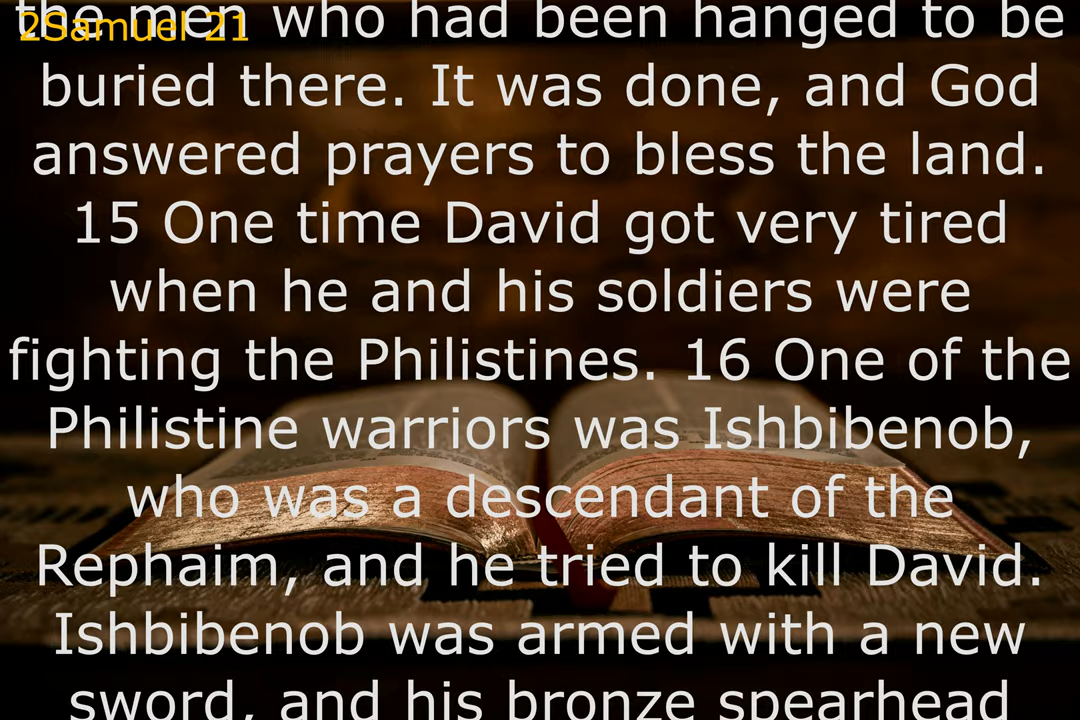 2Samuel 21
the men who had been hanged to be
buried there. It was done, and God
answered prayers to bless the land.
15 One time David got very tired
when he and his soldiers were
fighting the Philistines. 16 One of the
Philistine warriors was Ishbibenob,
who was a descendant of the
Rephaim, and he tried to kill David.
Ishbibenob was armed with a new
sword, and his bronze spearhead